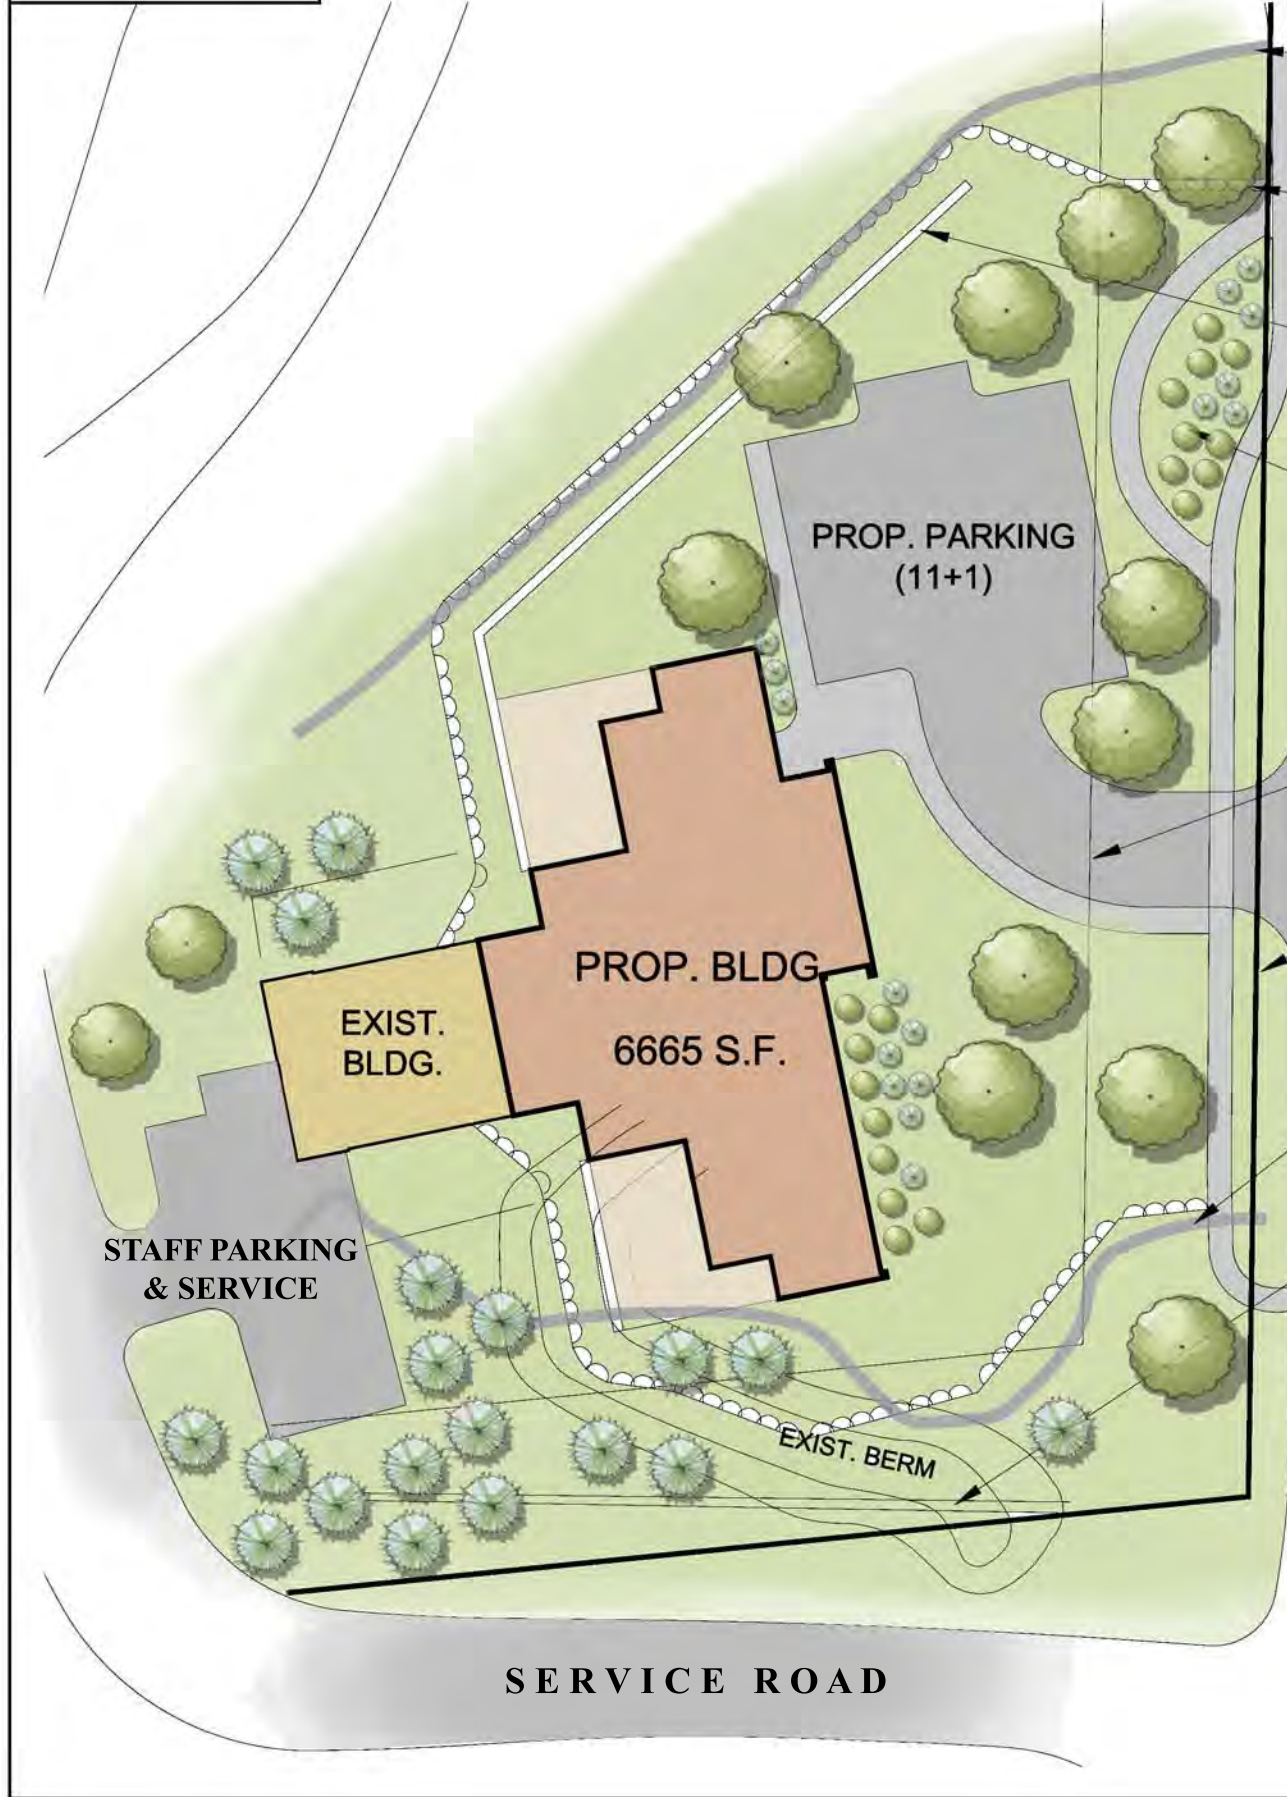 PROP. PARKING
(11+1)
PROP. BLDG.
6665 S.F.
EXIST.
BLDG.
STAFF PARKING
& SERVICE
EXIST. BERM
SERVICE ROAD